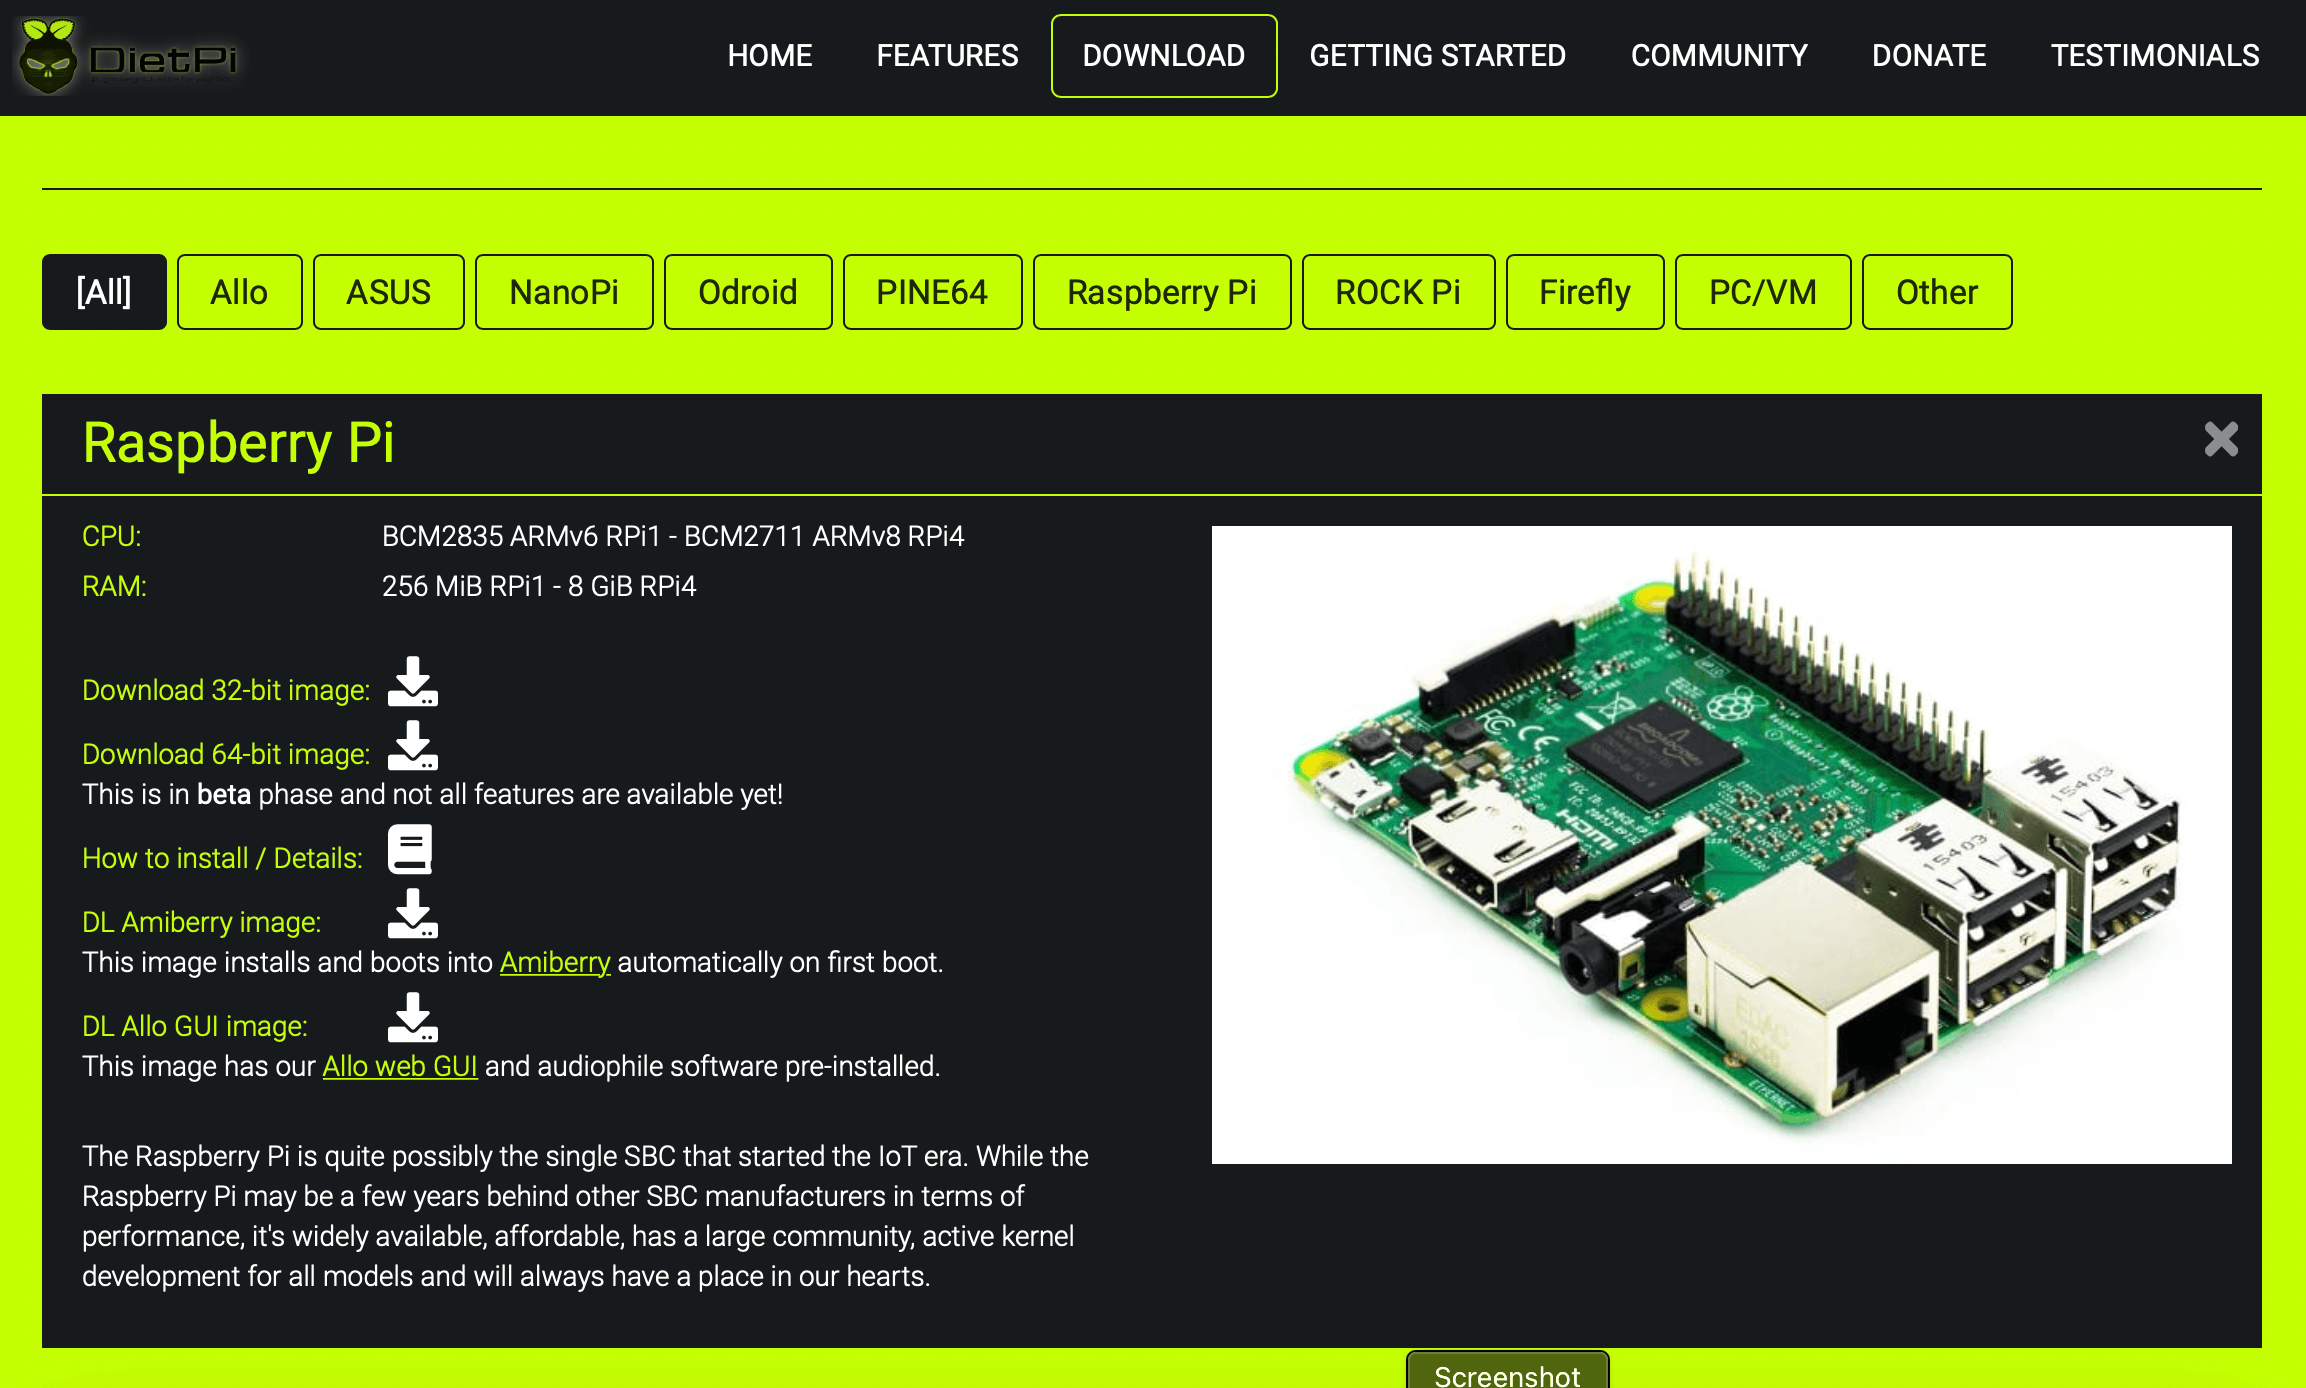 DietPi
HOME FEATURES DOWNLOAD GETTING STARTED COMMUNITY DONATE TESTIMONIALS
[All] Allo ASUS NanoPi Odroid PINE64 Raspberry Pi ROCK Pi Firefly PC/VM Other
Raspberry Pi
CPU: BCM2835 ARMv6 RPi1 - BCM2711 ARMv8 RPi4
RAM: 256 MiB RPi1 - 8 GiB RPi4
Download 32-bit image:
Download 64-bit image:
This is in beta phase and not all features are available yet!
How to install / Details:
DL Amiberry image:
This image installs and boots into Amiberry automatically on first boot.
DL Allo GUI image:
This image has our Allo web GUI and audiophile software pre-installed.
The Raspberry Pi is quite possibly the single SBC that started the IoT era. While the
Raspberry Pi may be a few years behind other SBC manufacturers in terms of
performance, it's widely available, affordable, has a large community, active kernel
development for all models and will always have a place in our hearts.
BROADCOM
HDMI
15403
15403
ETHERNET
Screenshot